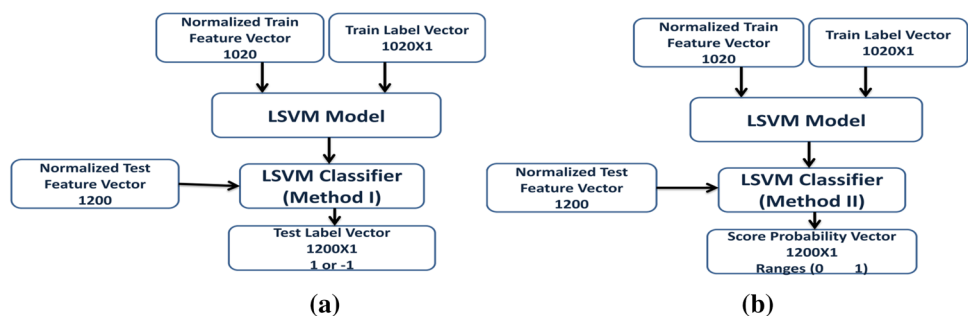 Normalized Train
Feature Vector
1020
Train Label Vector
1020X1
LSVM Model
Normalized Test
Feature Vector
1200
LSVM Classifier
(Method I)
Test Label Vector
1200X1
1 or -1
(a)
Normalized Train
Feature Vector
1020
Train Label Vector
1020X1
LSVM Model
Normalized Test
Feature Vector
1200
LSVM Classifier
(Method II)
Score Probability Vector
1200X1
Ranges (0 1)
(b)